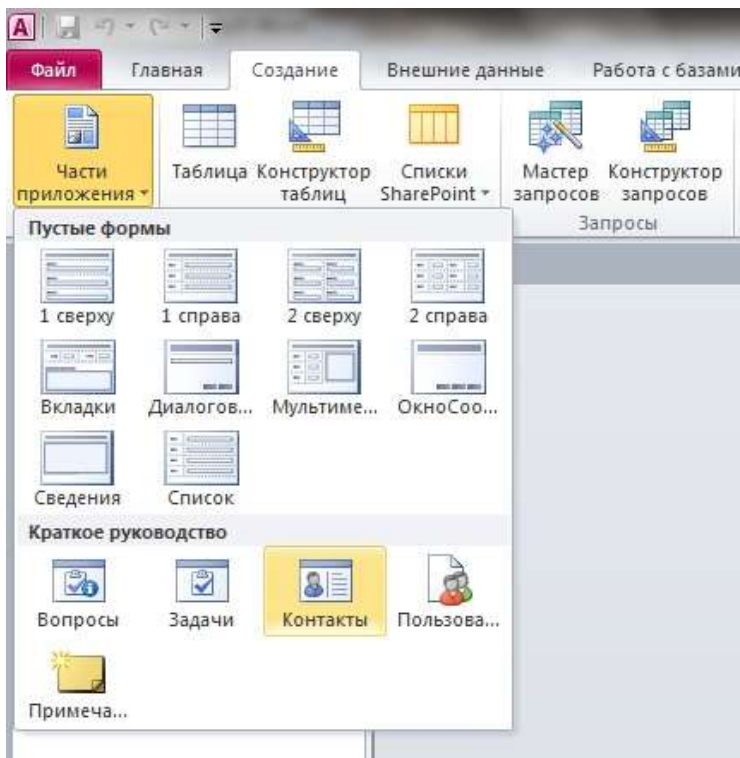 A
Файл Главная Создание Внешние данные Работа с базами
Части приложения
Таблица
Конструктор таблиц
Списки SharePoint
Мастер запросов
Конструктор запросов
Запросы
Пустые формы
1 сверху 1 справа 2 сверху 2 справа
Вкладки Диалогов... Мультиме... ОкноСоо...
Сведения Список
Краткое руководство
Вопросы Задачи Контакты Пользова...
Примеча...